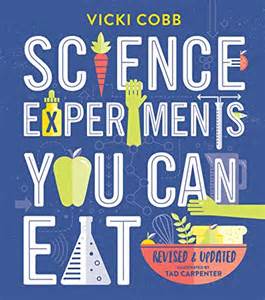 VICKI COBB
SCIENCE
EXPERIMENTS
YOU CAN
EAT
REVISED & UPDATED
ILLUSTRATED BY
TAD CARPENTER